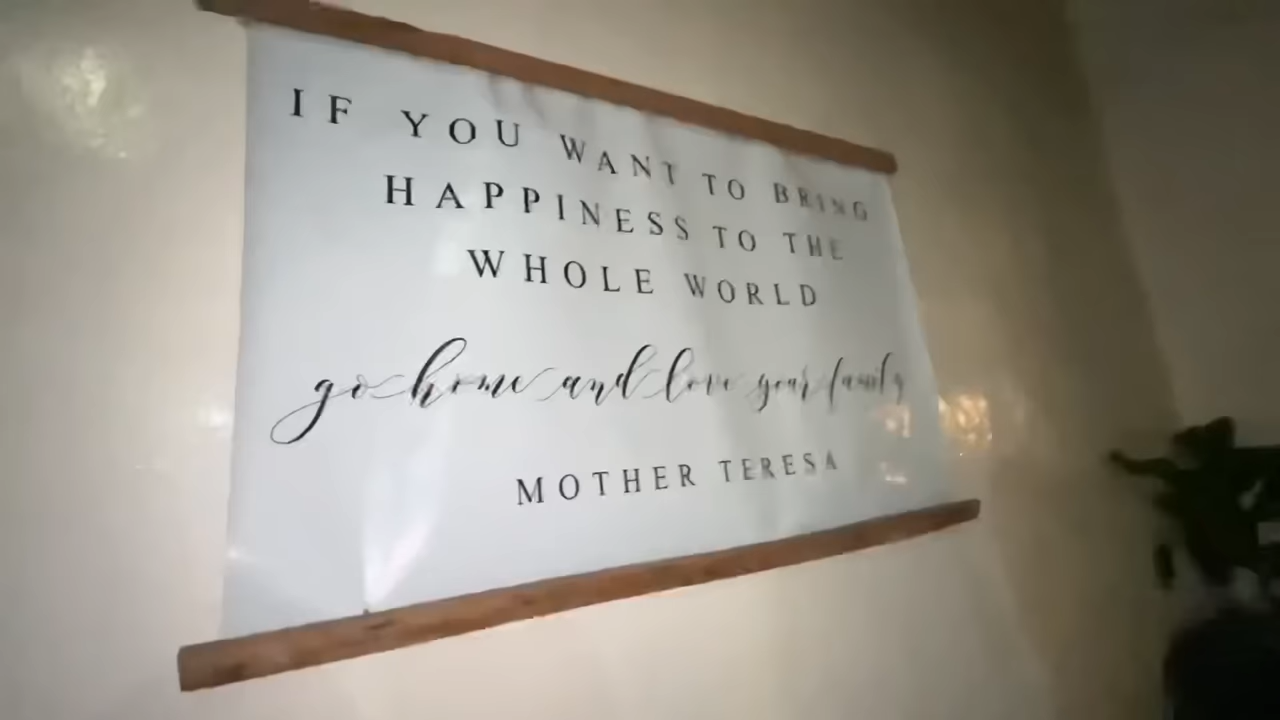 IF YOU WANT TO BRING
HAPPINESS TO THE
WHOLE WORLD
go home and love your family
MOTHER TERESA